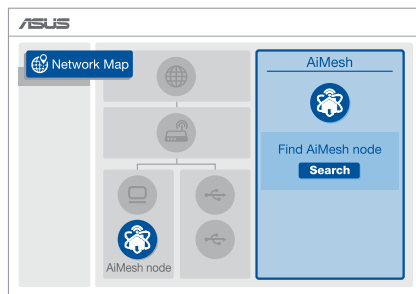 ASUS
Network Map
AiMesh
Find AiMesh node
Search
AiMesh node